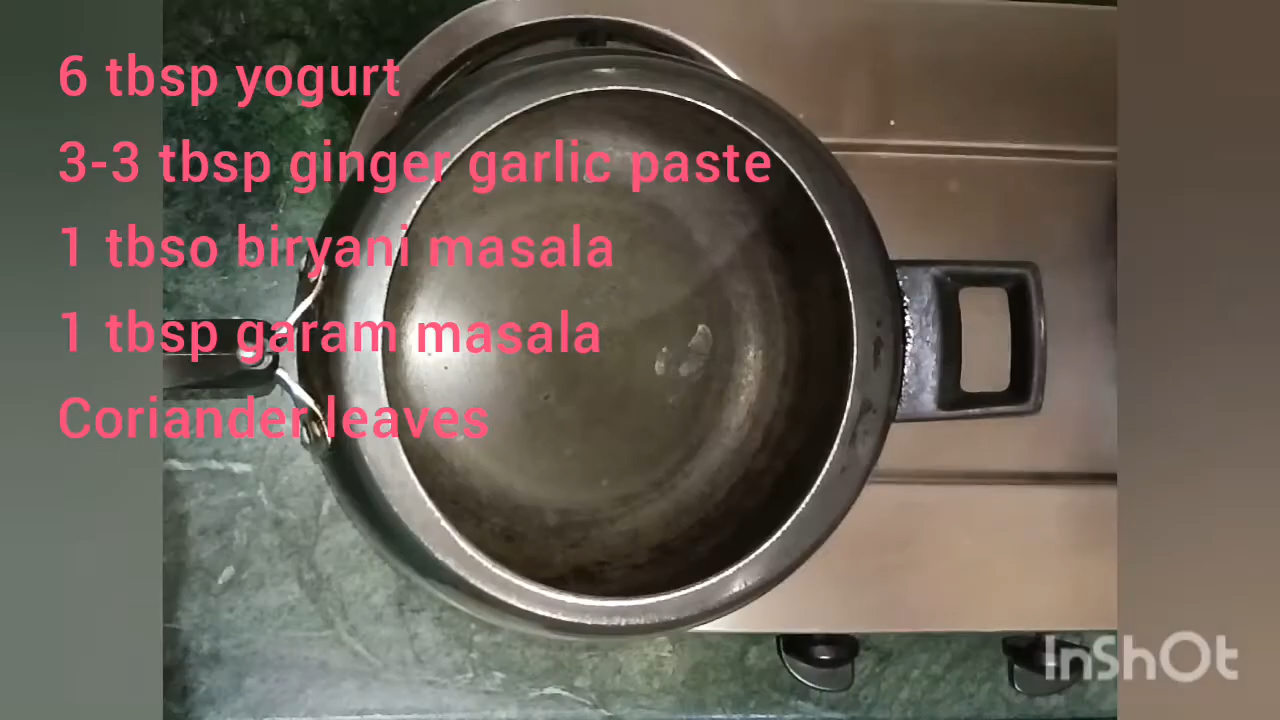 6 tbsp yogurt
3-3 tbsp ginger garlic paste
1 tbso biryani masala
1 tbsp garam masala
Coriander leaves
InShOt